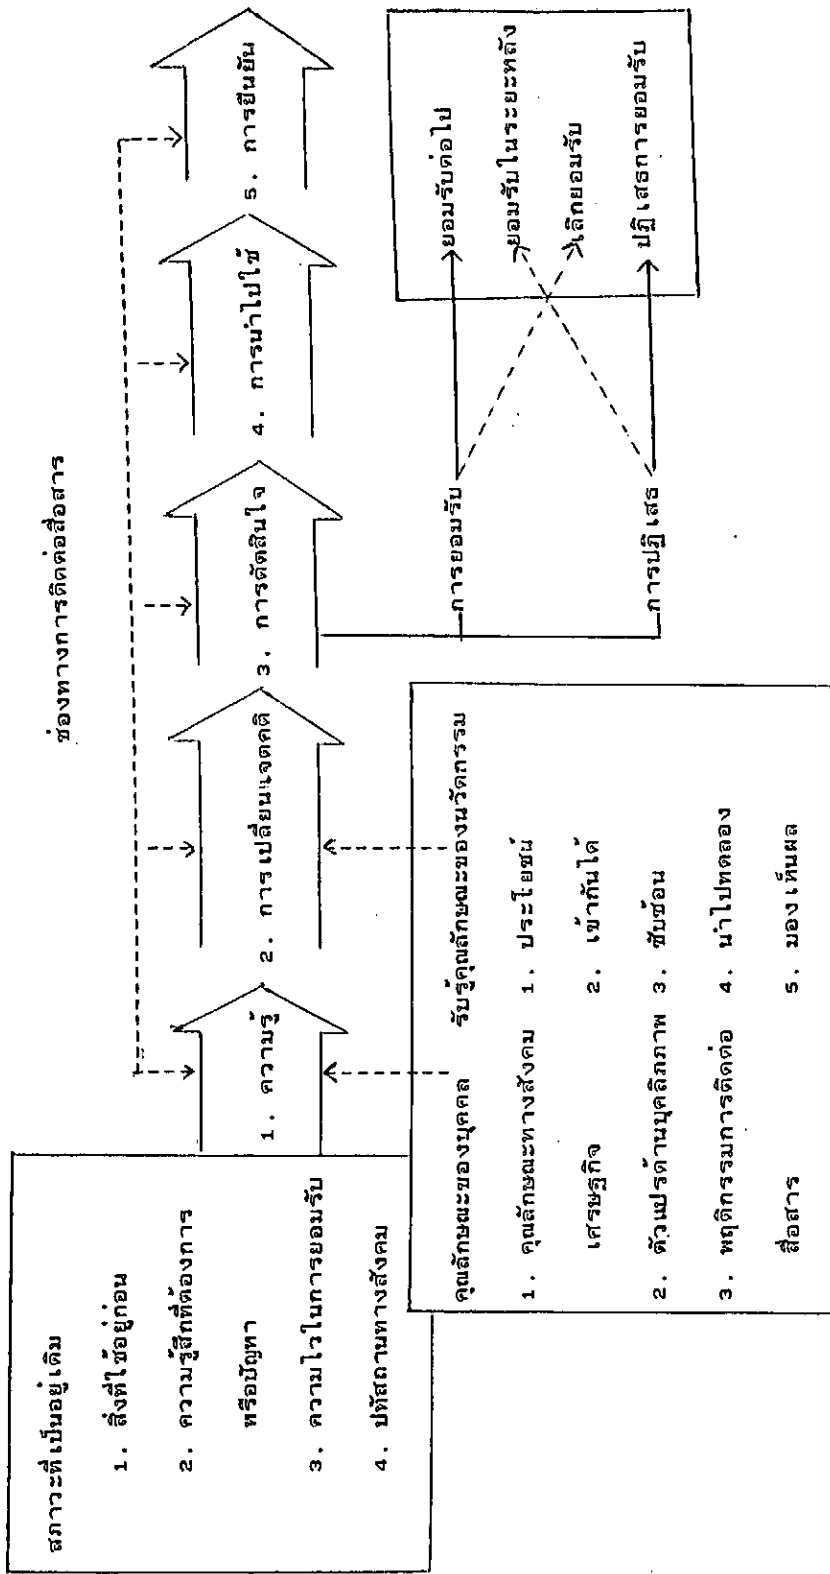 ช่องทางการติดต่อสื่อสาร
สภาวะที่เป็นอยู่เดิม
1. สิ่งที่ใช้อยู่ก่อน
2. ความรู้สึกที่ต้องการ
หรือปัญหา
3. ความไวในการยอมรับ
4. ปทัสถานทางสังคม
1. ความรู้
2. การเปลี่ยนเจตคติ
3. การตัดสินใจ
4. การนำไปใช้
5. การยืนยัน
คุณลักษณะของบุคคล
1. คุณลักษณะทางสังคม
เศรษฐกิจ
2. ตัวแปรด้านบุคลิกภาพ
3. พฤติกรรมการติดต่อ
สื่อสาร
รับรู้คุณลักษณะของนวัตกรรม
1. ประโยชน์
2. เข้ากันได้
3. ซับซ้อน
4. นำไปทดลอง
5. มองเห็นผล
การยอมรับ
การปฏิเสธ
ยอมรับต่อไป
ยอมรับในระยะหลัง
เลิกยอมรับ
ปฏิเสธการยอมรับ